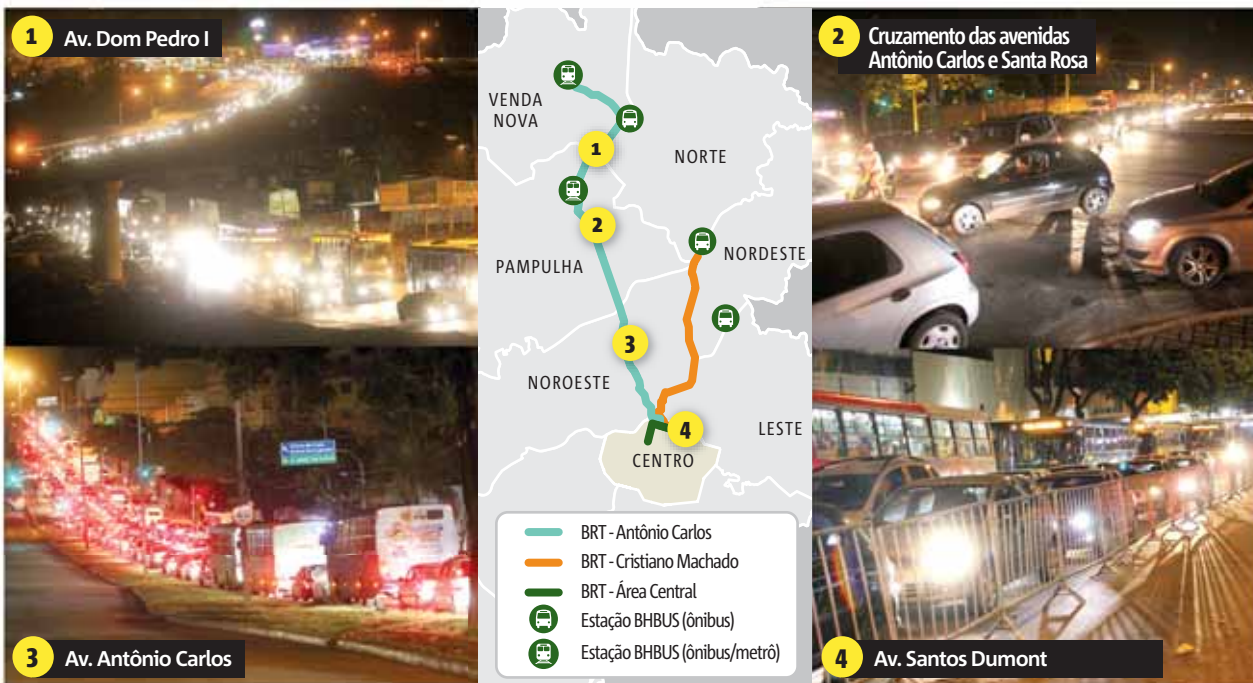 1 Av. Dom Pedro I
2 Cruzamento das avenidas
Antônio Carlos e Santa Rosa
VENDA
NOVA
1
NORTE
2
PAMPULHA
NORDESTE
3
NOROESTE
4
LESTE
CENTRO
BRT - Antônio Carlos
BRT - Cristiano Machado
BRT - Área Central
Estação BHBUS (ônibus)
Estação BHBUS (ônibus/metrô)
3 Av. Antônio Carlos
4 Av. Santos Dumont